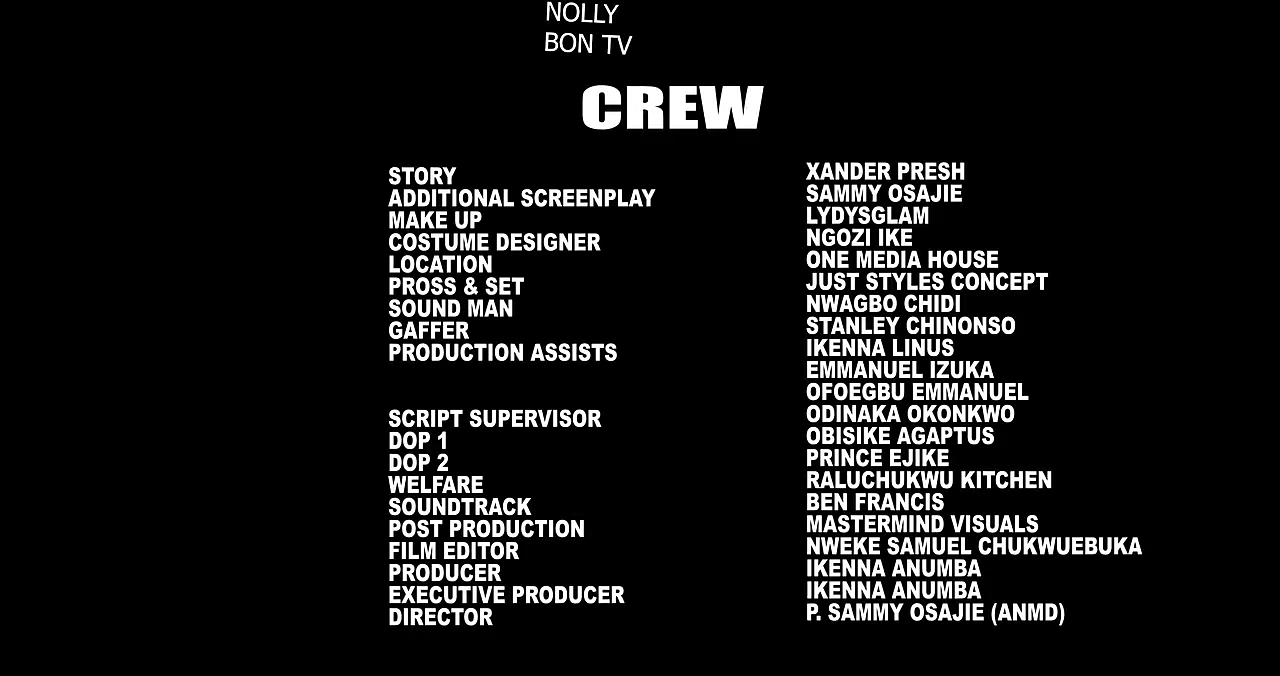 NOLLY
BON TV
CREW
STORY XANDER PRESH
ADDITIONAL SCREENPLAY SAMMY OSAJIE
MAKE UP LYDYSGLAM
COSTUME DESIGNER NGOZI IKE
LOCATION ONE MEDIA HOUSE
PROSS & SET JUST STYLES CONCEPT
SOUND MAN NWAGBO CHIDI
GAFFER STANLEY CHINONSO
PRODUCTION ASSISTS IKENNA LINUS
EMMANUEL IZUKA
OFOEGBU EMMANUEL
SCRIPT SUPERVISOR ODINAKA OKONKWO
DOP 1 OBISIKE AGAPTUS
DOP 2 PRINCE EJIKE
WELFARE RALUCHUKWU KITCHEN
SOUNDTRACK BEN FRANCIS
POST PRODUCTION MASTERMIND VISUALS
FILM EDITOR NWEKE SAMUEL CHUKWUEBUKA
PRODUCER IKENNA ANUMBA
EXECUTIVE PRODUCER IKENNA ANUMBA
DIRECTOR P. SAMMY OSAJIE (ANMD)